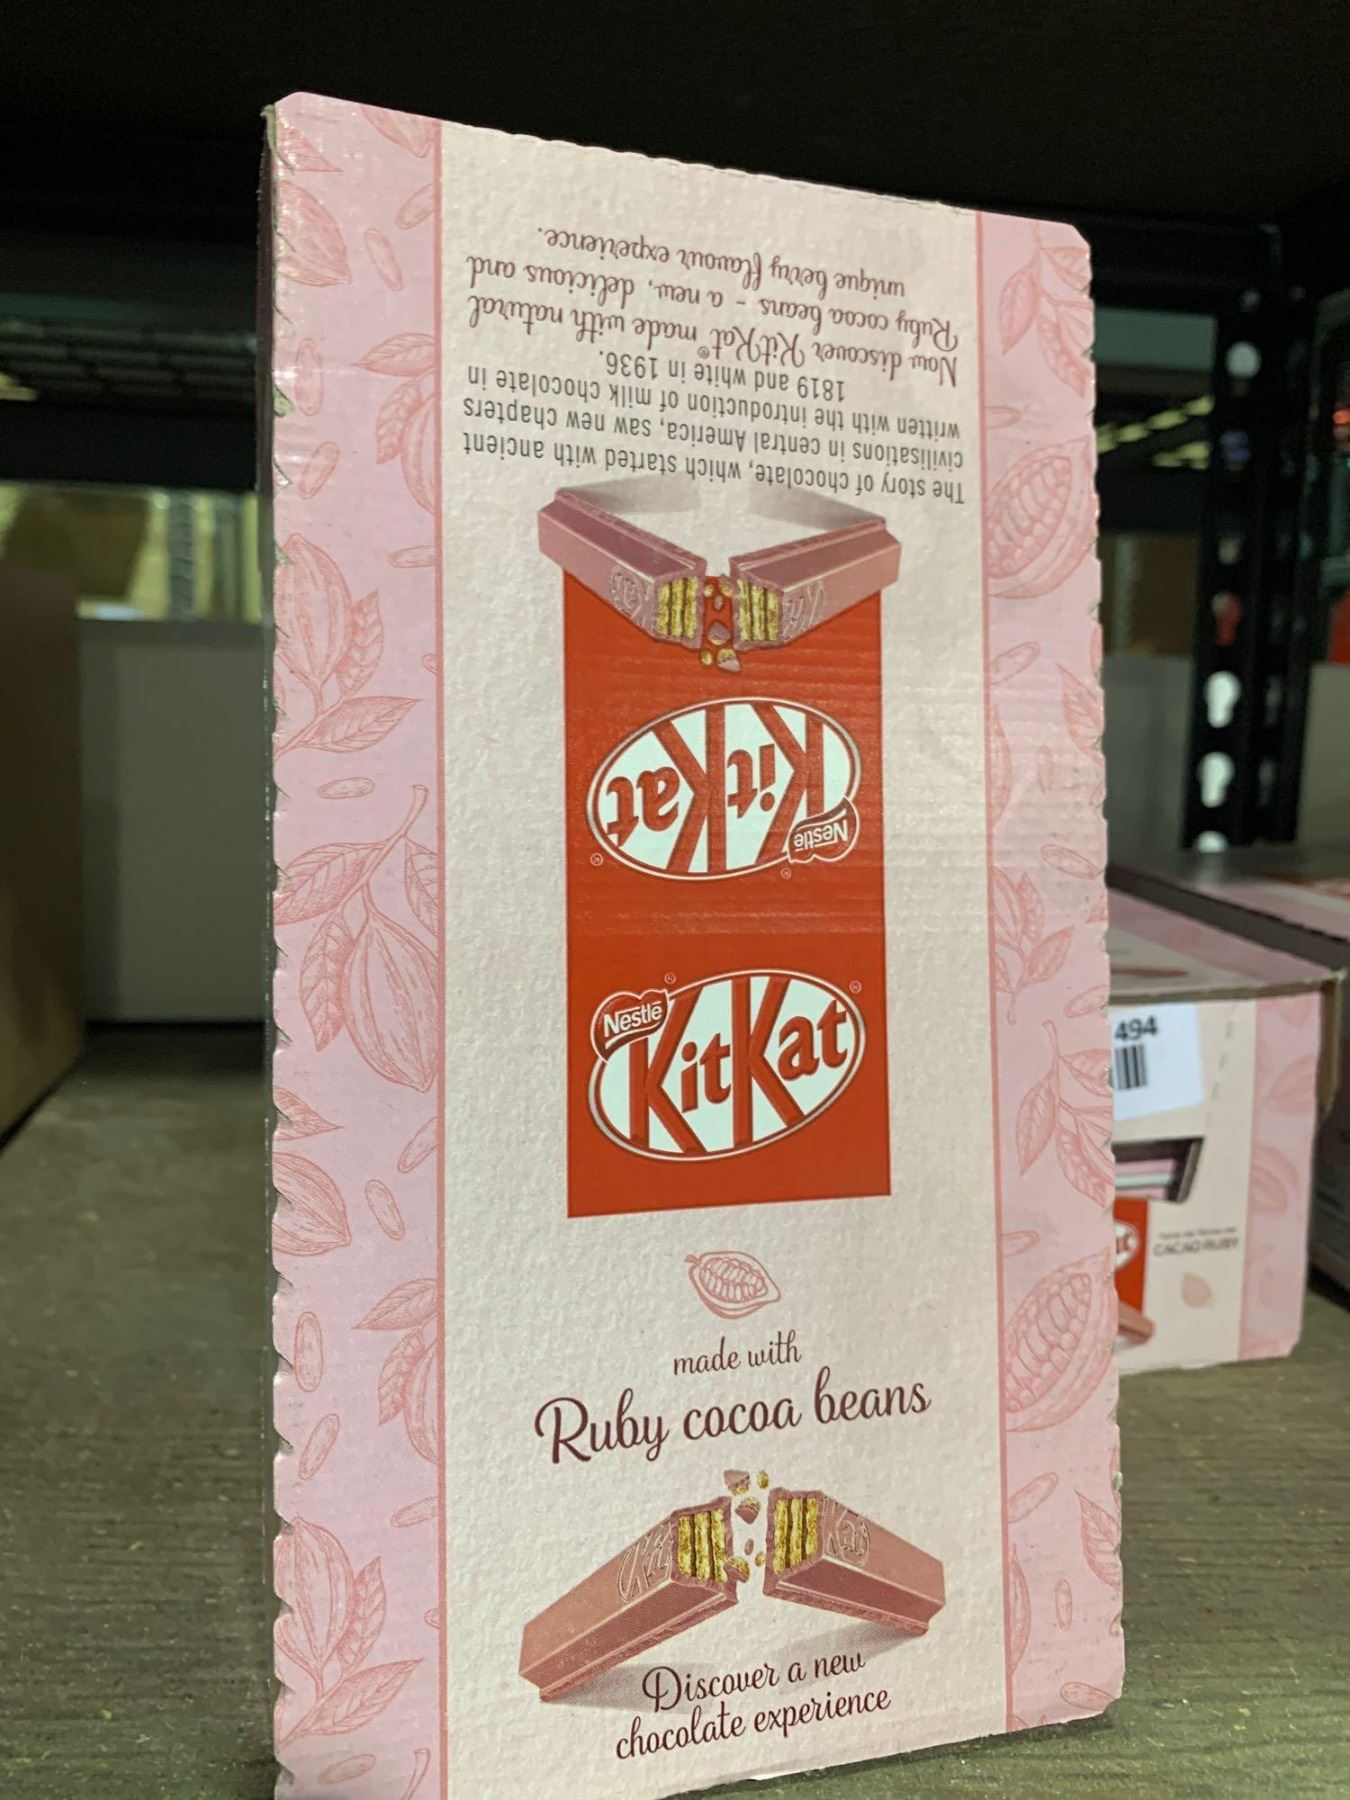 The story of chocolate, which started with ancient
civilisations in central America, saw new chapters
written with the introduction of milk chocolate in
1819 and white in 1936.
Now discover KitKat® made with natural
Ruby cocoa beans - a new, delicious and
unique berry flavour experience.
Nestlé
KitKat
Nestlé
KitKat
made with
Ruby cocoa beans
Kit Kat
Discover a new
chocolate experience
494
CACAO RUBY